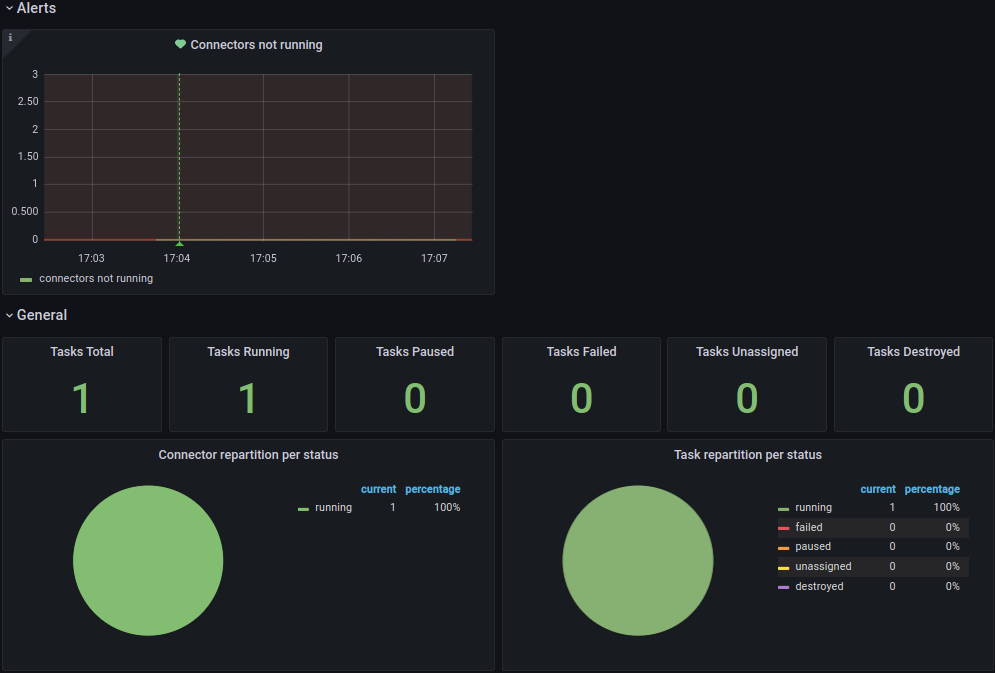 Alerts
i
Connectors not running
3
2.50
2
1.50
1
0.500
0
17:03 17:04 17:05 17:06 17:07
connectors not running
General
Tasks Total Tasks Running Tasks Paused Tasks Failed Tasks Unassigned Tasks Destroyed
1 1 0 0 0 0
Connector repartition per status
current percentage
running 1 100%
Task repartition per status
current percentage
running 1 100%
failed 0 0%
paused 0 0%
unassigned 0 0%
destroyed 0 0%